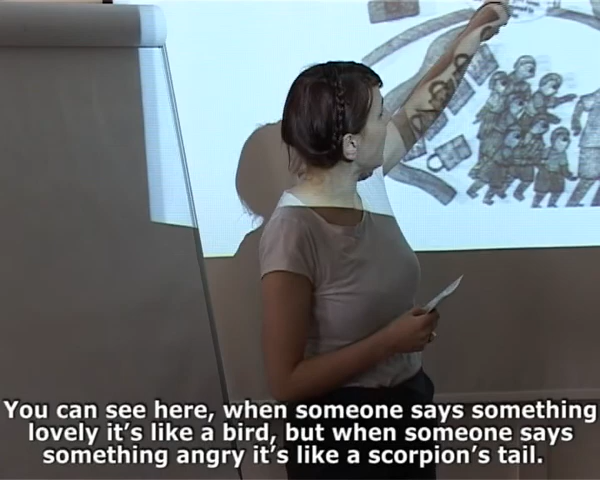 You can see here, when someone says something
lovely it's like a bird, but when someone says
something angry it's like a scorpion's tail.